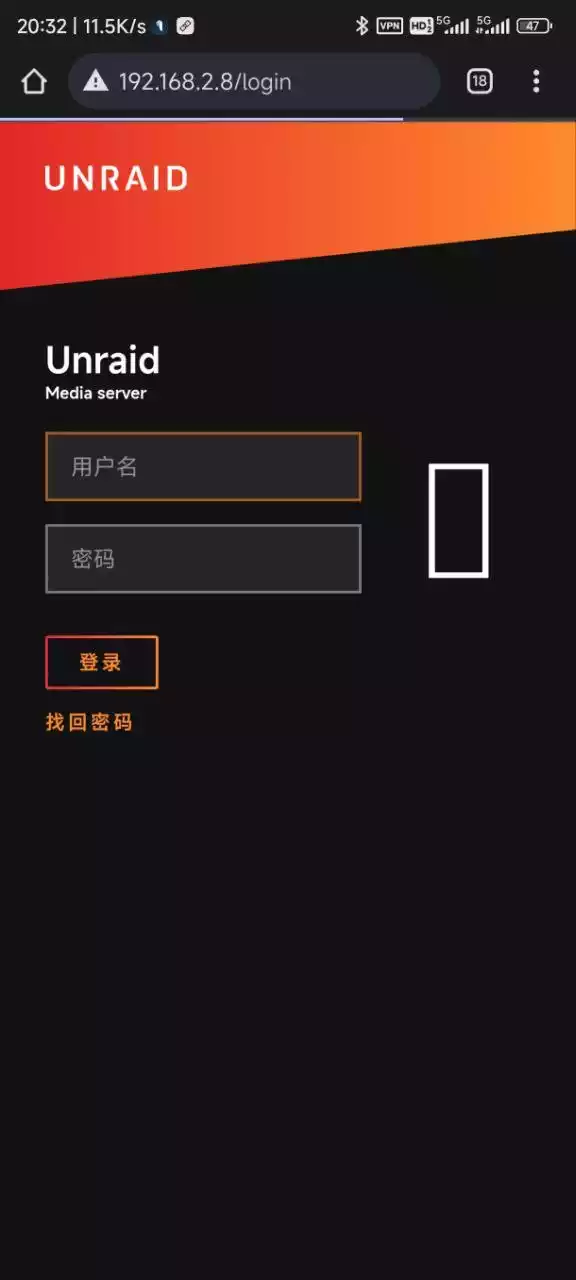 20:32 | 11.5K/s
VPN HD 5G 5G 47
192.168.2.8/login
18
UNRAID
Unraid
Media server
用户名
密码
登录
找回密码